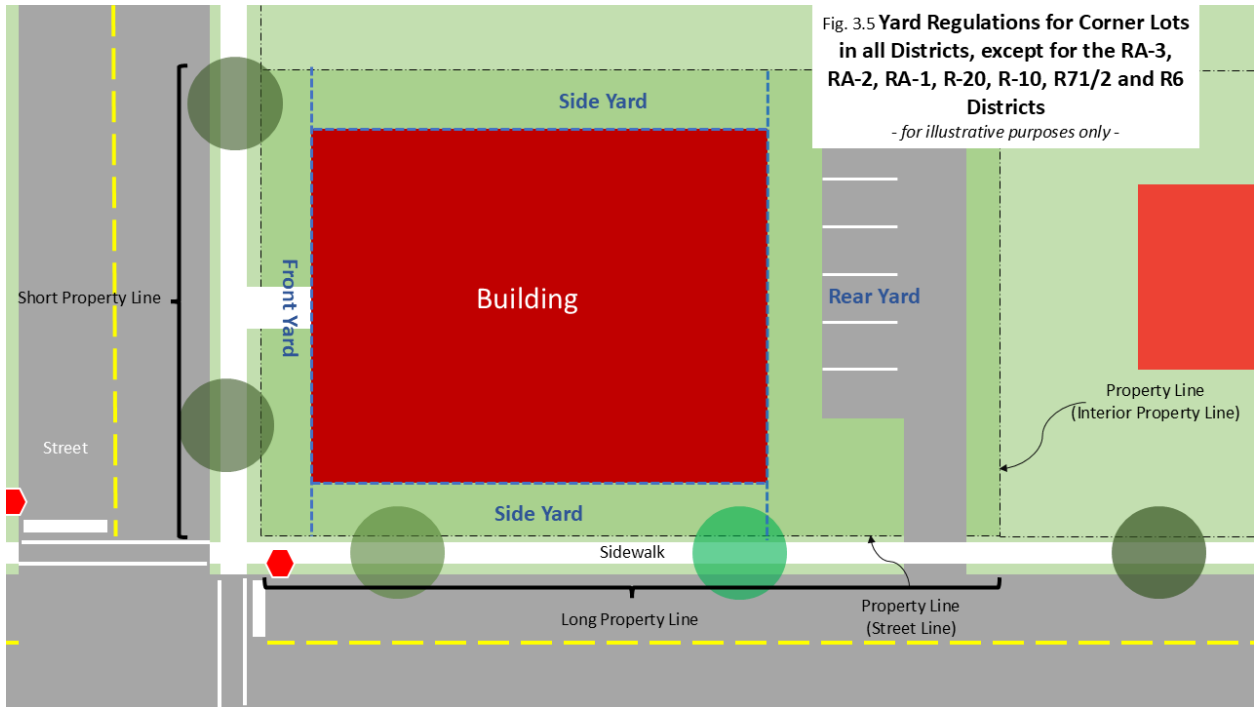 Fig. 3.5 Yard Regulations for Corner Lots
in all Districts, except for the RA-3,
RA-2, RA-1, R-20, R-10, R71/2 and R6
Districts
- for illustrative purposes only -
Side Yard
Short Property Line
Front Yard
Building
Rear Yard
Property Line
(Interior Property Line)
Street
Side Yard
Sidewalk
Long Property Line
Property Line
(Street Line)